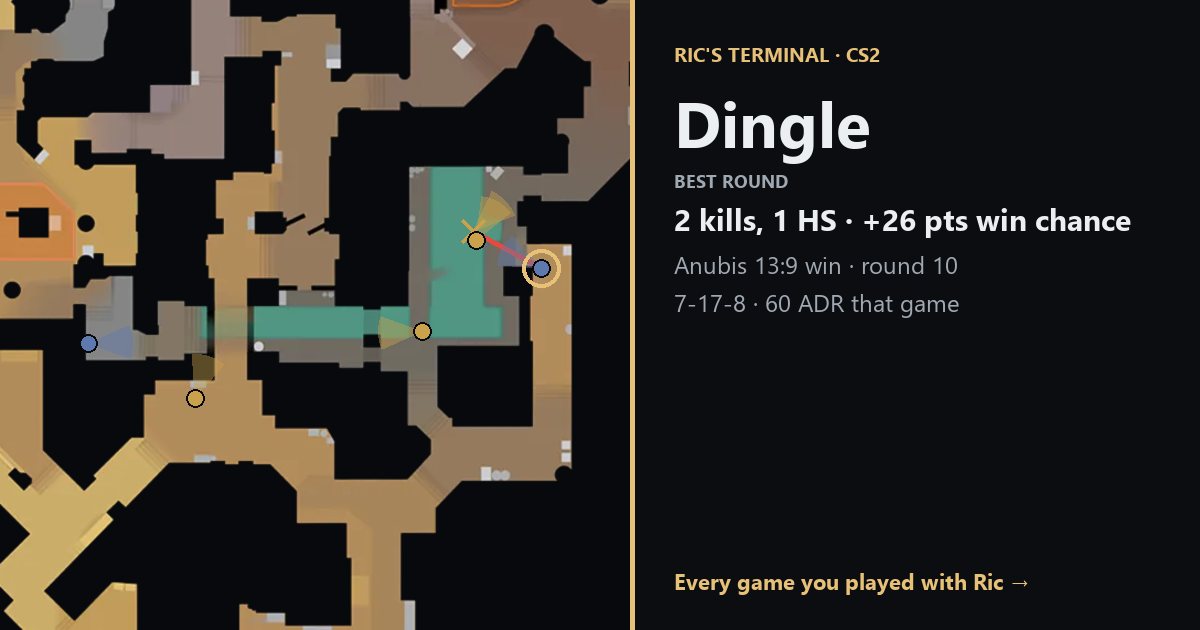 RIC'S TERMINAL · CS2
Dingle
BEST ROUND
2 kills, 1 HS · +26 pts win chance
Anubis 13:9 win · round 10
7-17-8 · 60 ADR that game
Every game you played with Ric →